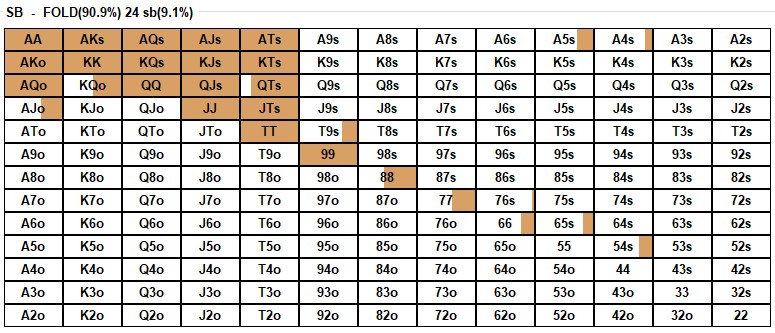 SB - FOLD(90.9%) 24 sb(9.1%)
AA AKs AQs AJs ATs A9s A8s A7s A6s A5s A4s A3s A2s
AKo KK KQs KJs KTs K9s K8s K7s K6s K5s K4s K3s K2s
AQo KQo QQ QJs QTs Q9s Q8s Q7s Q6s Q5s Q4s Q3s Q2s
AJo KJo QJo JJ JTs J9s J8s J7s J6s J5s J4s J3s J2s
ATo KTo QTo JTo TT T9s T8s T7s T6s T5s T4s T3s T2s
A9o K9o Q9o J9o T9o 99 98s 97s 96s 95s 94s 93s 92s
A8o K8o Q8o J8o T8o 98o 88 87s 86s 85s 84s 83s 82s
A7o K7o Q7o J7o T7o 97o 87o 77 76s 75s 74s 73s 72s
A6o K6o Q6o J6o T6o 96o 86o 76o 66 65s 64s 63s 62s
A5o K5o Q5o J5o T5o 95o 85o 75o 65o 55 54s 53s 52s
A4o K4o Q4o J4o T4o 94o 84o 74o 64o 54o 44 43s 42s
A3o K3o Q3o J3o T3o 93o 83o 73o 63o 53o 43o 33 32s
A2o K2o Q2o J2o T2o 92o 82o 72o 62o 52o 42o 32o 22